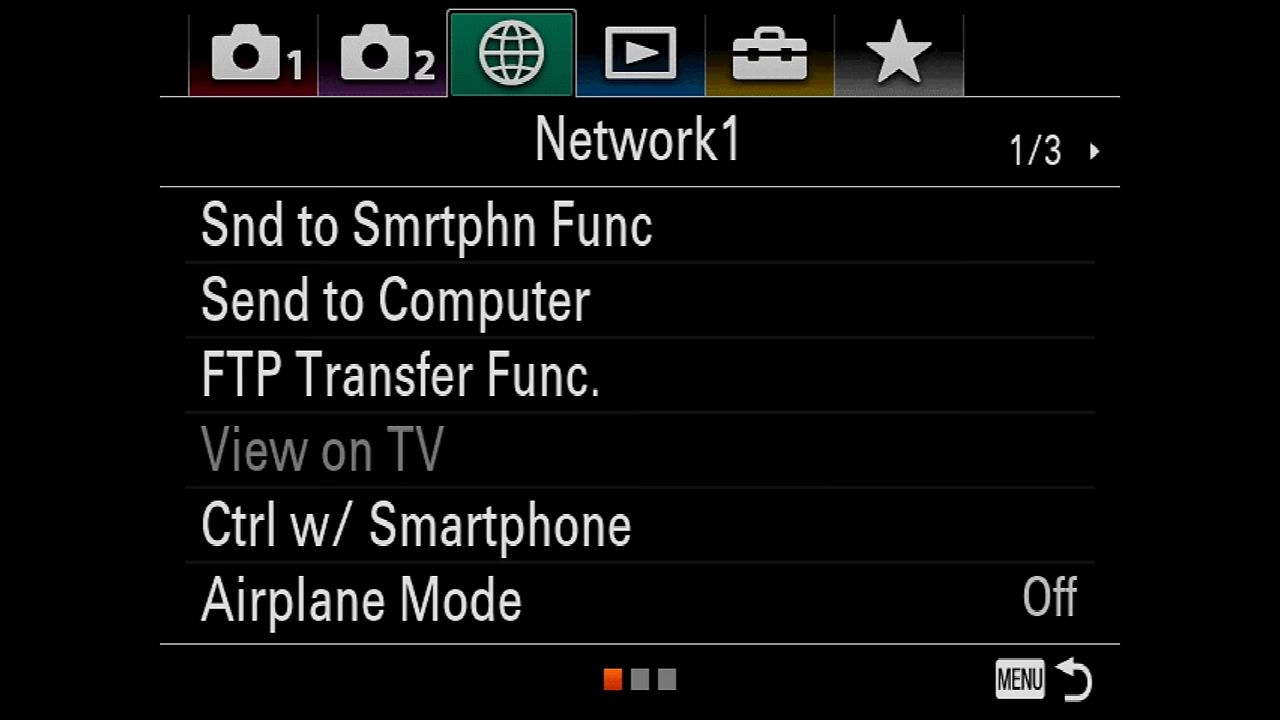 1 2
Network1 1/3
Snd to Smrtphn Func
Send to Computer
FTP Transfer Func.
View on TV
Ctrl w/ Smartphone
Airplane Mode Off
MENU